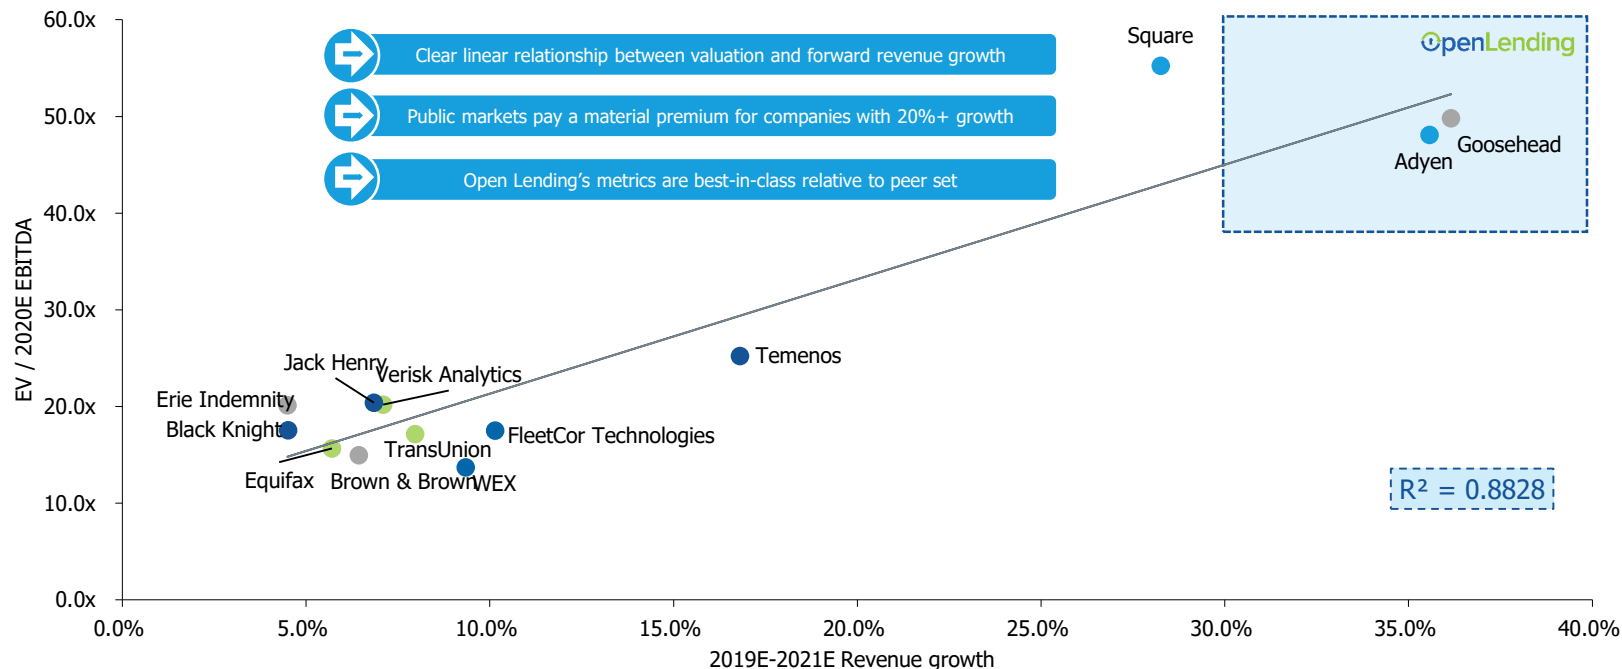 60.0x
50.0x
40.0x
30.0x
20.0x
10.0x
0.0x
EV / 2020E EBITDA
Clear linear relationship between valuation and forward revenue growth
Public markets pay a material premium for companies with 20%+ growth
Open Lending’s metrics are best-in-class relative to peer set
Square
OpenLending
Goosehead
Adyen
Temenos
Jack Henry
Verisk Analytics
Erie Indemnity
Black Knight
FleetCor Technologies
TransUnion
Equifax
Brown & Brown
WEX
R² = 0.8828
0.0% 5.0% 10.0% 15.0% 20.0% 25.0% 30.0% 35.0% 40.0%
2019E-2021E Revenue growth